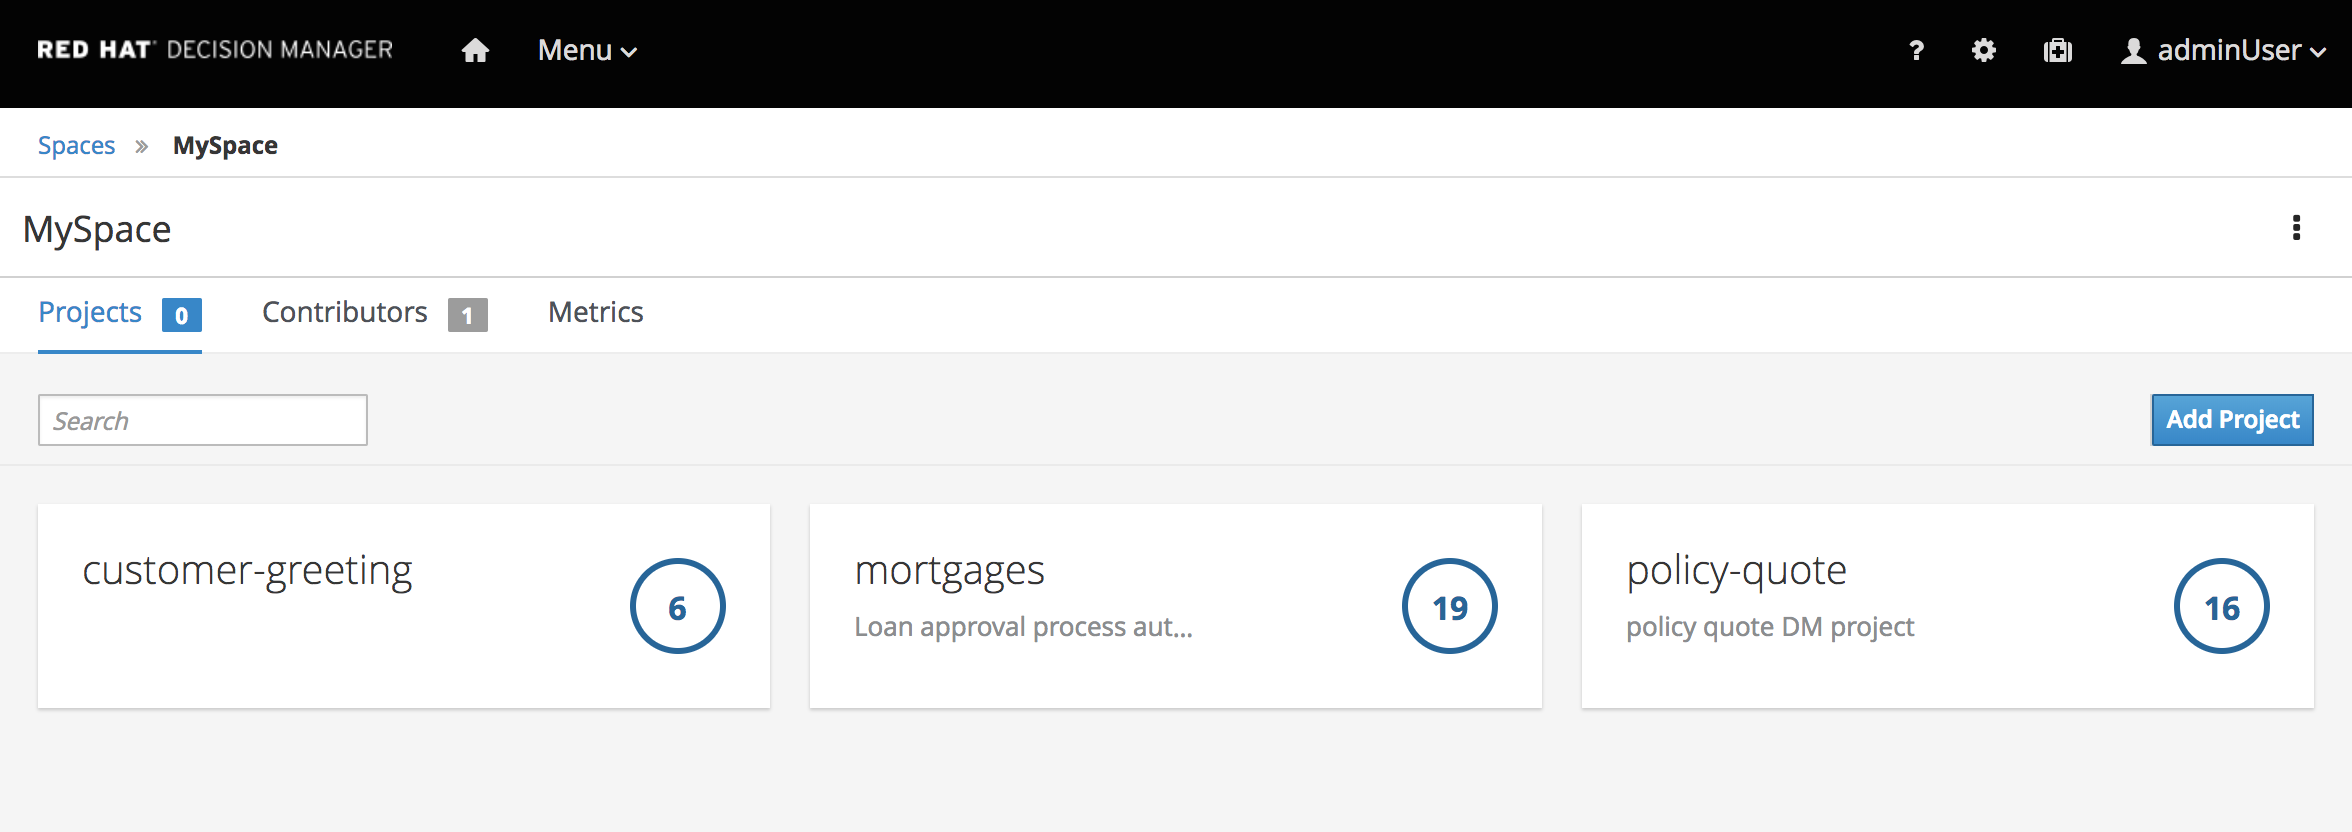 RED HAT DECISION MANAGER Menu ? adminUser
Spaces » MySpace
MySpace
Projects 0 Contributors 1 Metrics
Search Add Project
customer-greeting 6
mortgages 19
Loan approval process aut...
policy-quote 16
policy quote DM project